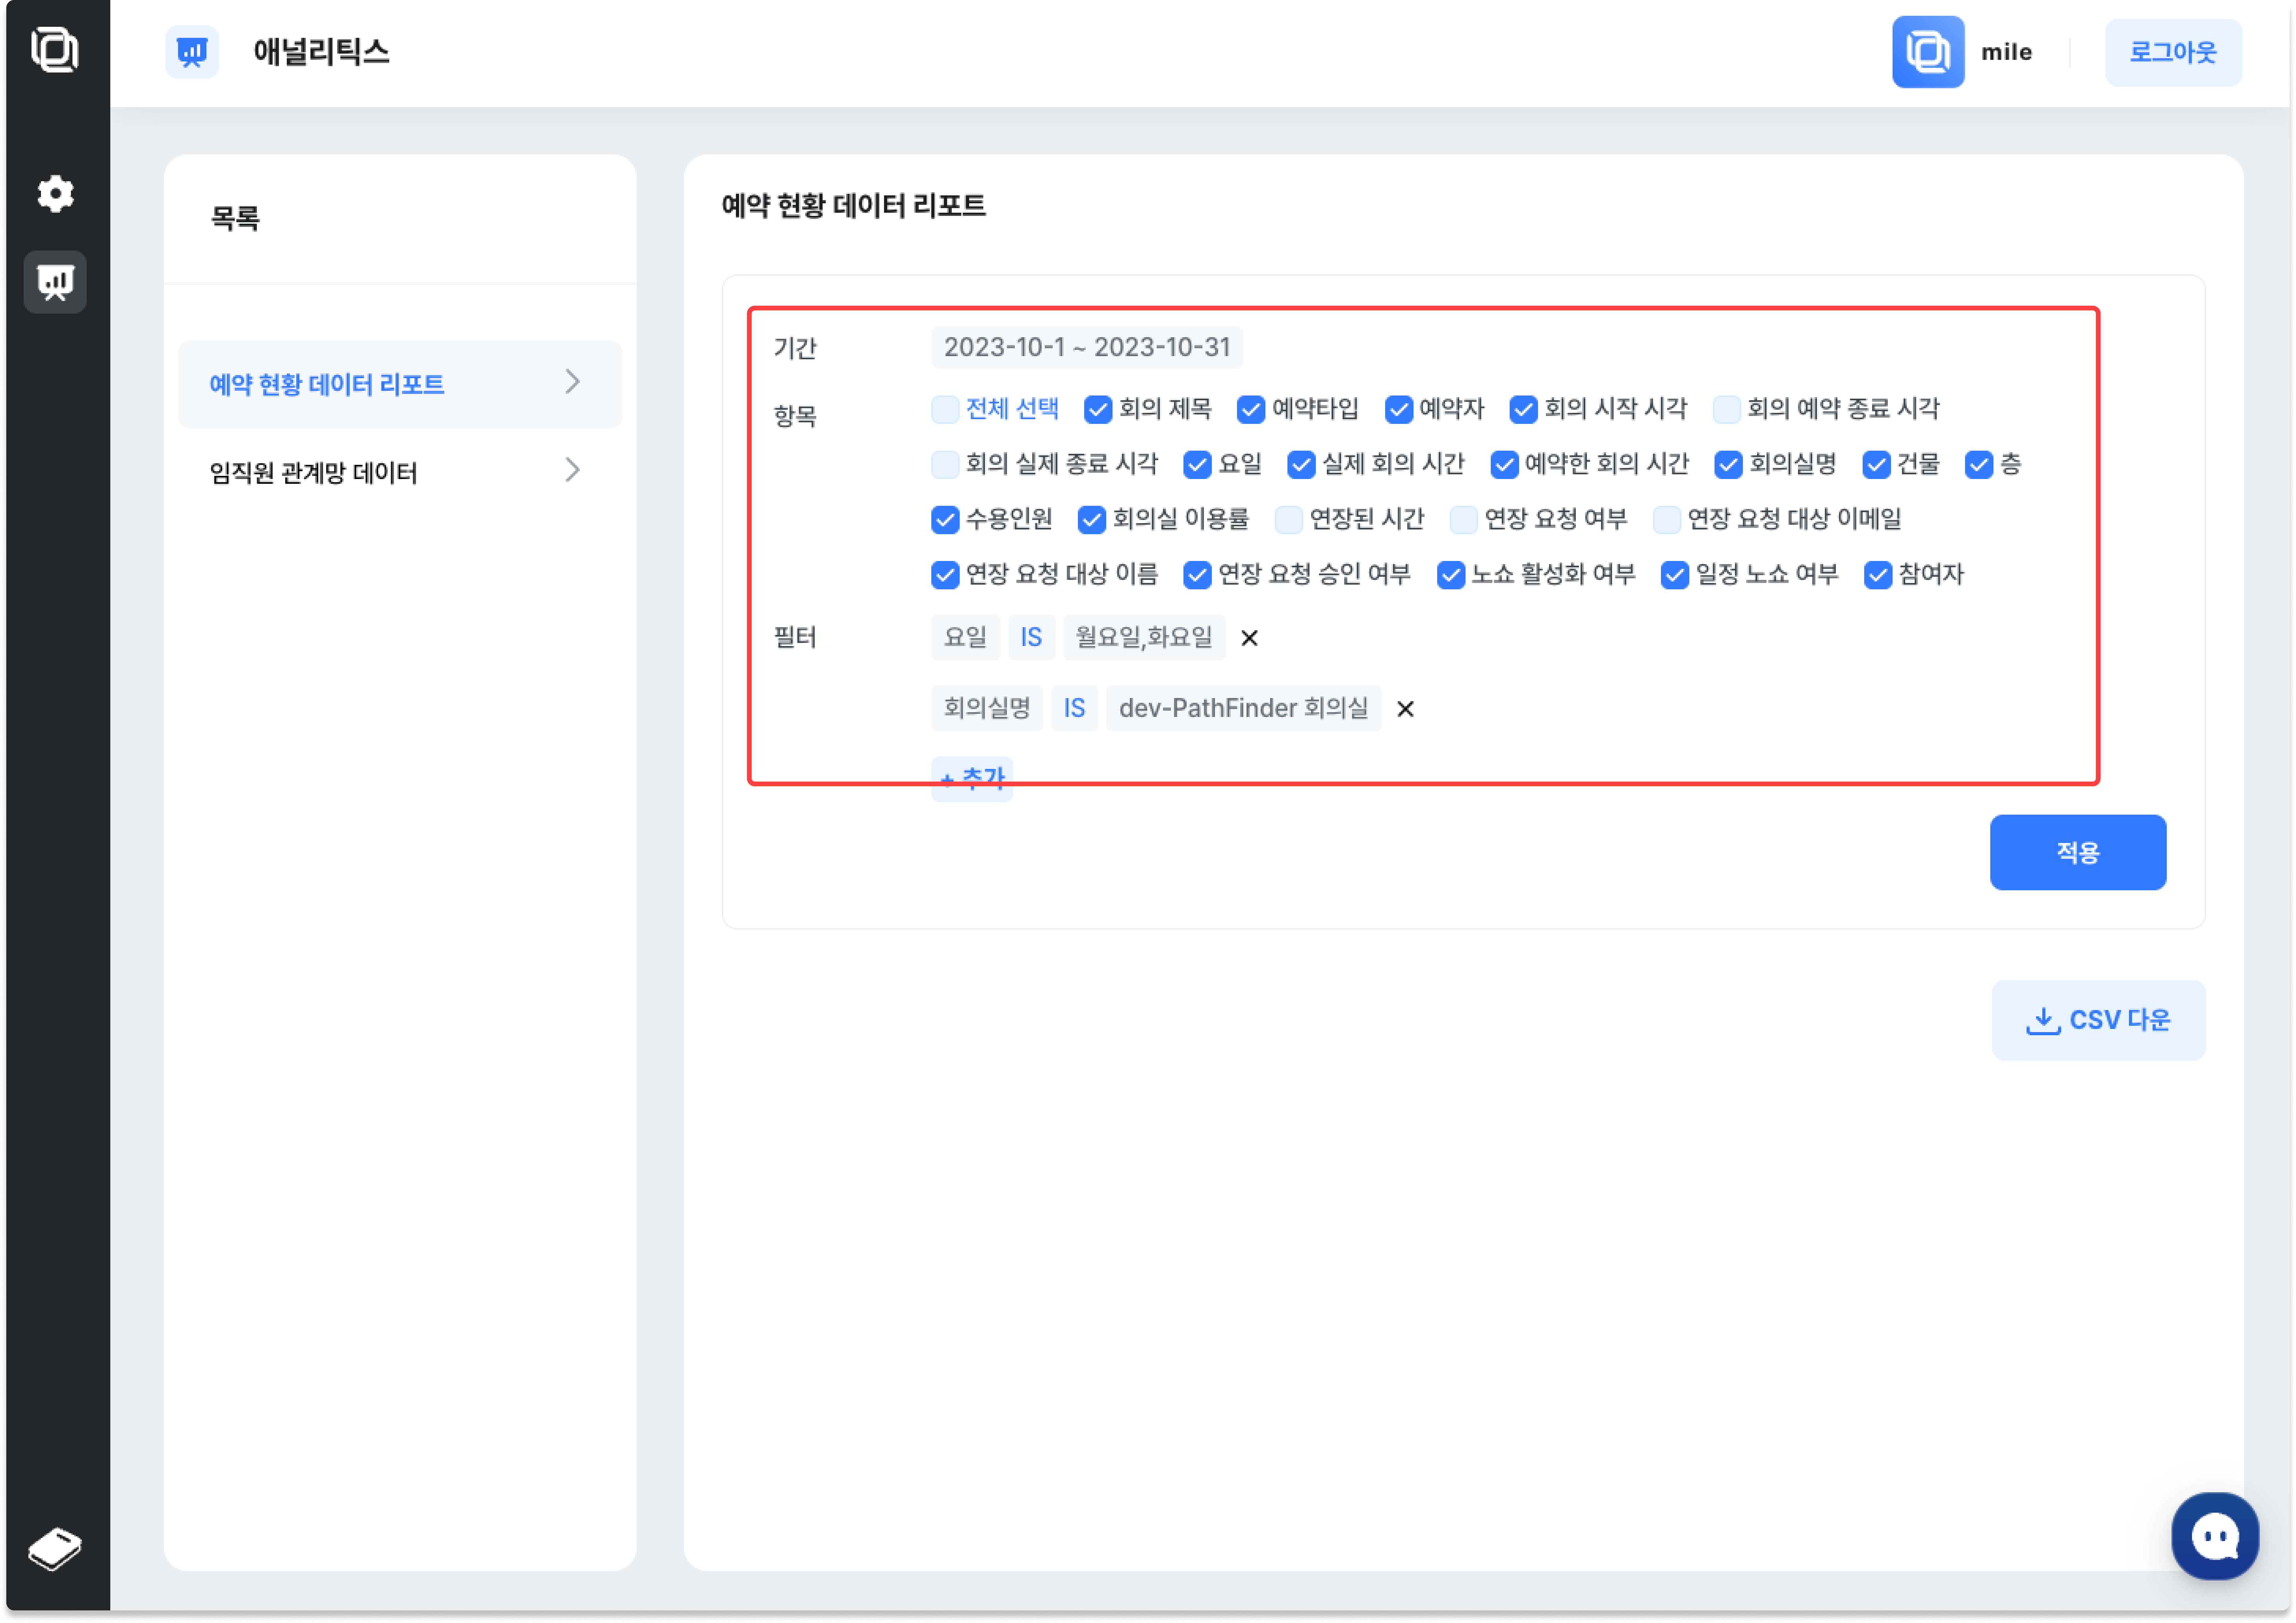 애널리틱스
mile
로그아웃
목록
예약 현황 데이터 리포트
임직원 관계망 데이터
예약 현황 데이터 리포트
기간 2023-10-1 ~ 2023-10-31
항목 전체 선택 회의 제목 예약타입 예약자 회의 시작 시각 회의 예약 종료 시각
회의 실제 종료 시각 요일 실제 회의 시간 예약한 회의 시간 회의실명 건물 층
수용인원 회의실 이용률 연장된 시간 연장 요청 여부 연장 요청 대상 이메일
연장 요청 대상 이름 연장 요청 승인 여부 노쇼 활성화 여부 일정 노쇼 여부 참여자
필터 요일 IS 월요일,화요일
회의실명 IS dev-PathFinder 회의실
+ 추가
적용
CSV 다운